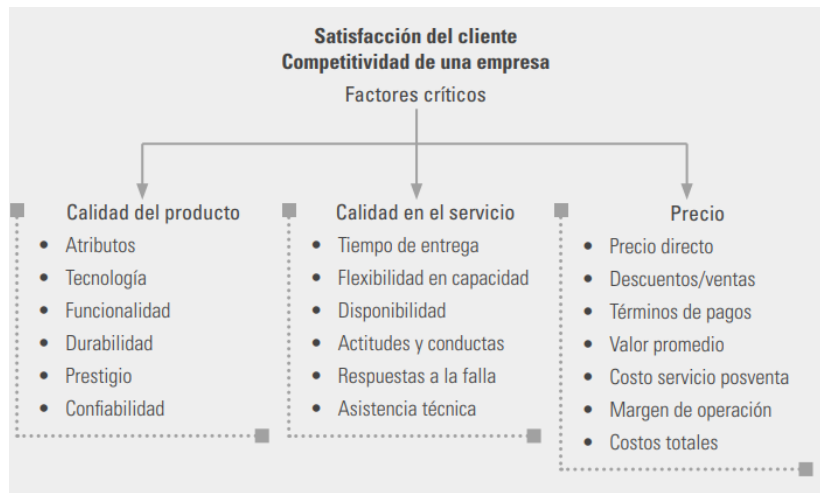 Satisfacción del cliente
Competitividad de una empresa
Factores críticos
Calidad del producto
• Atributos
• Tecnología
• Funcionalidad
• Durabilidad
• Prestigio
• Confiabilidad
Calidad en el servicio
• Tiempo de entrega
• Flexibilidad en capacidad
• Disponibilidad
• Actitudes y conductas
• Respuestas a la falla
• Asistencia técnica
Precio
• Precio directo
• Descuentos/ventas
• Términos de pagos
• Valor promedio
• Costo servicio posventa
• Margen de operación
• Costos totales